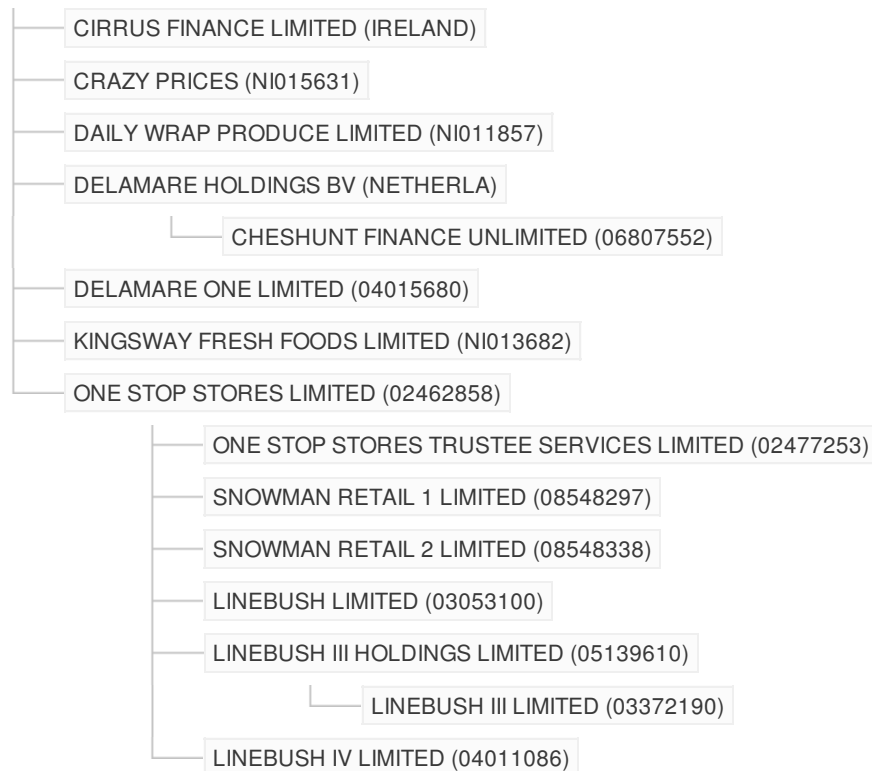 CIRRUS FINANCE LIMITED (IRELAND)
CRAZY PRICES (NI015631)
DAILY WRAP PRODUCE LIMITED (NI011857)
DELAMARE HOLDINGS BV (NETHERLA)
CHESHUNT FINANCE UNLIMITED (06807552)
DELAMARE ONE LIMITED (04015680)
KINGSWAY FRESH FOODS LIMITED (NI013682)
ONE STOP STORES LIMITED (02462858)
ONE STOP STORES TRUSTEE SERVICES LIMITED (02477253)
SNOWMAN RETAIL 1 LIMITED (08548297)
SNOWMAN RETAIL 2 LIMITED (08548338)
LINEBUSH LIMITED (03053100)
LINEBUSH III HOLDINGS LIMITED (05139610)
LINEBUSH III LIMITED (03372190)
LINEBUSH IV LIMITED (04011086)